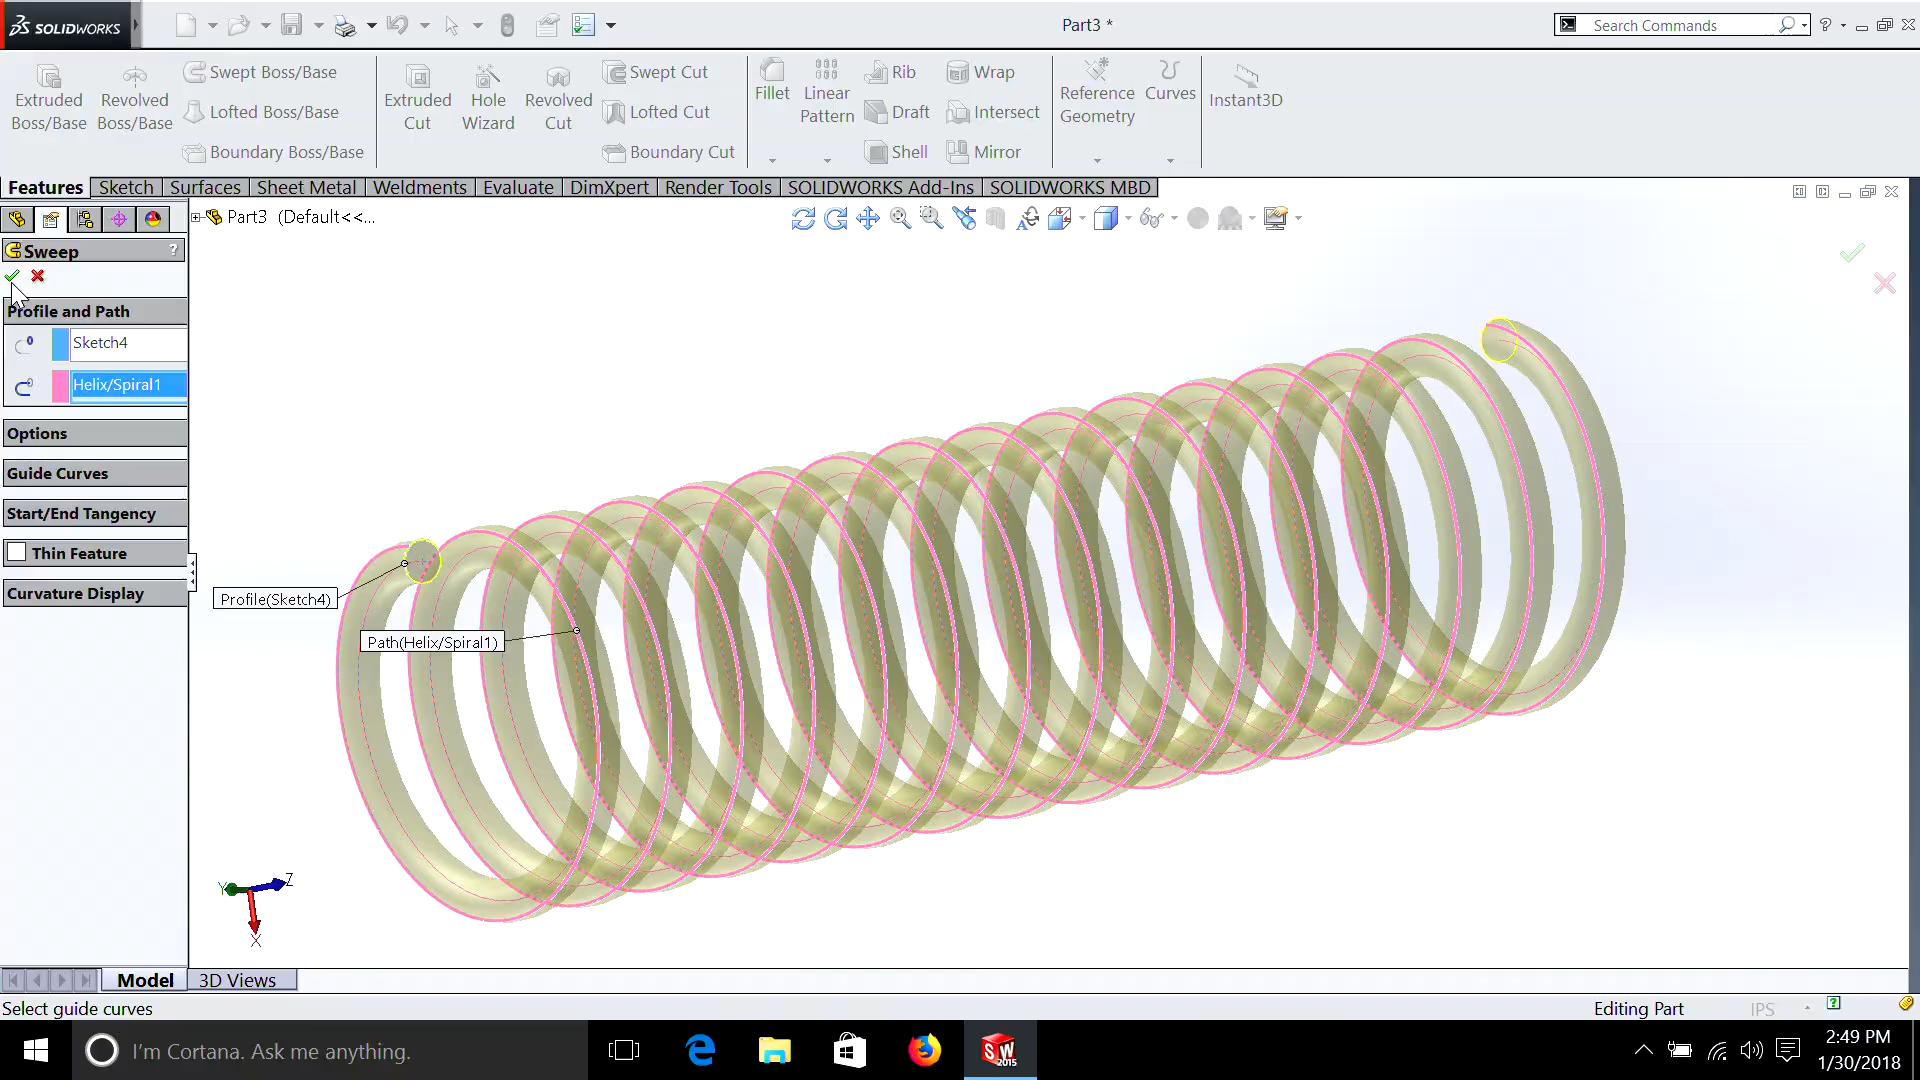 SOLIDWORKS
Part3 *
Search Commands
?
Extruded Boss/Base
Revolved Boss/Base
Swept Boss/Base
Lofted Boss/Base
Boundary Boss/Base
Extruded Cut
Hole Wizard
Revolved Cut
Swept Cut
Lofted Cut
Boundary Cut
Fillet
Linear Pattern
Rib
Draft
Shell
Wrap
Intersect
Mirror
Reference Geometry
Curves
Instant3D
Features
Sketch
Surfaces
Sheet Metal
Weldments
Evaluate
DimXpert
Render Tools
SOLIDWORKS Add-Ins
SOLIDWORKS MBD
Part3 (Default<<...
Sweep
?
Profile and Path
Sketch4
Helix/Spiral1
Options
Guide Curves
Start/End Tangency
Thin Feature
Curvature Display
Profile(Sketch4)
Path(Helix/Spiral1)
Y
Z
X
Model
3D Views
Select guide curves
Editing Part
IPS
?
I'm Cortana. Ask me anything.
SW
2015
2:49 PM
1/30/2018